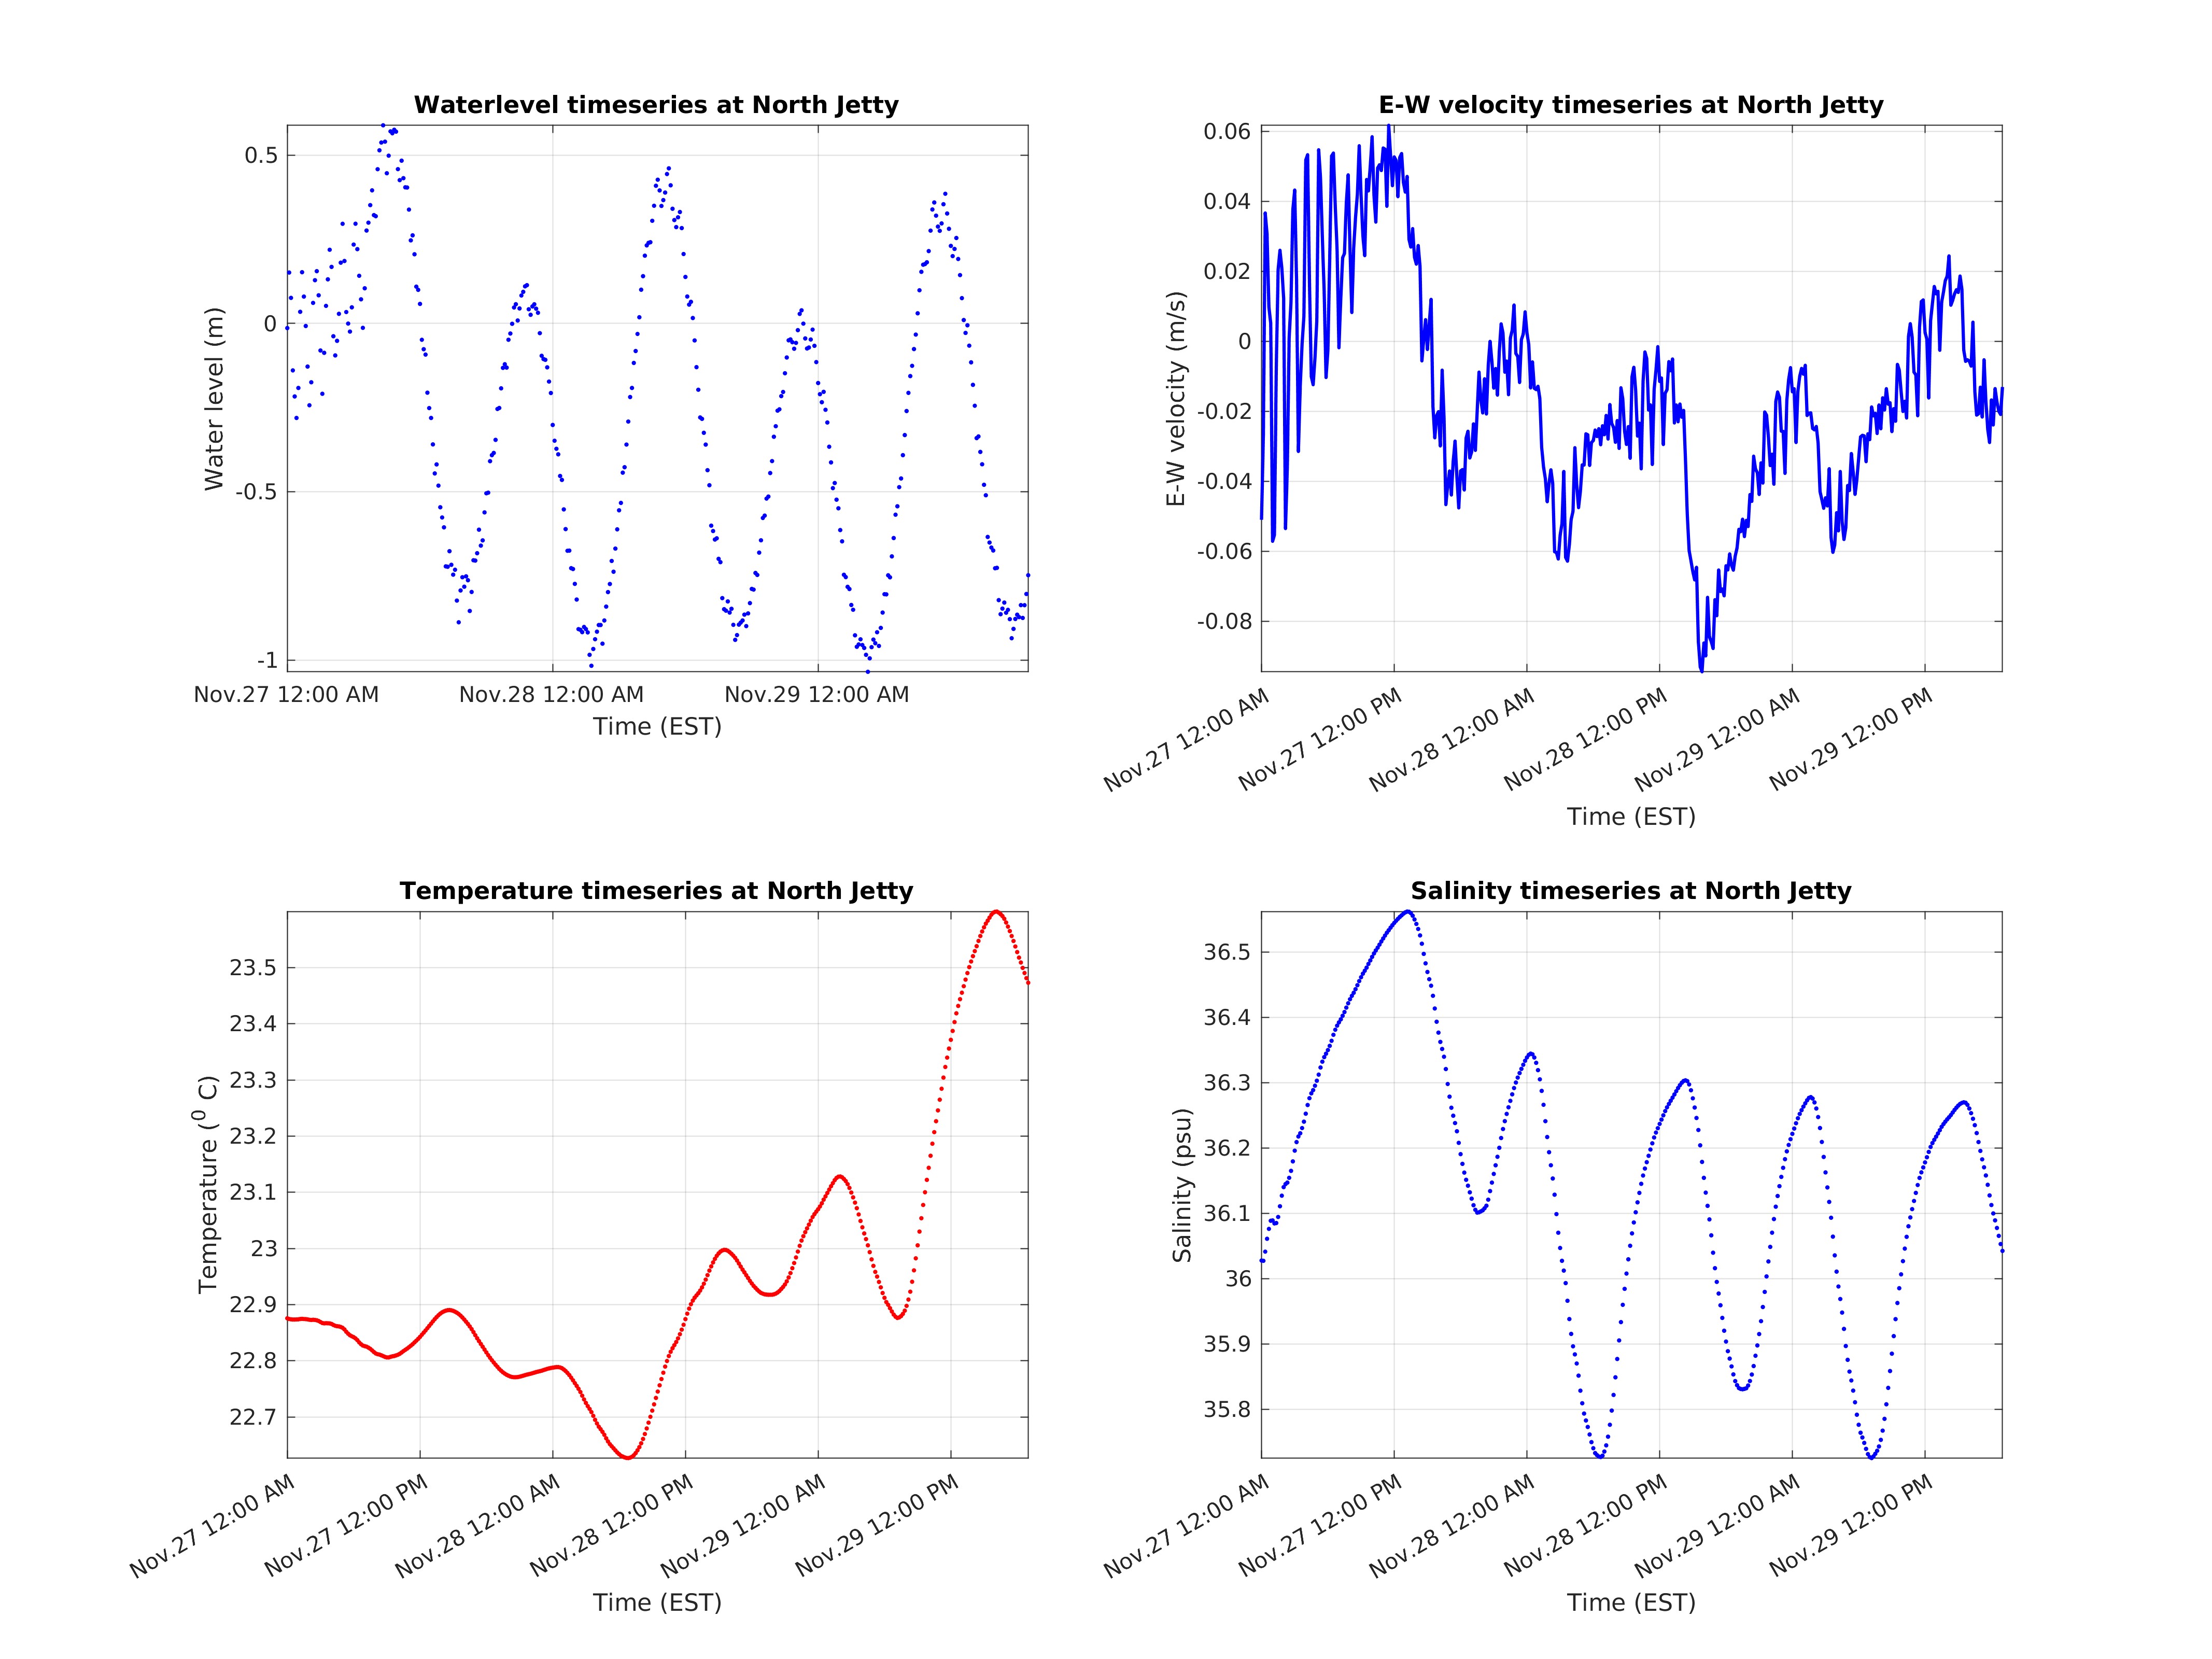 Waterlevel timeseries at North Jetty
0.5
0
-0.5
-1
Water level (m)
Nov.27 12:00 AM
Nov.28 12:00 AM
Nov.29 12:00 AM
Time (EST)
E-W velocity timeseries at North Jetty
0.06
0.04
0.02
0
-0.02
-0.04
-0.06
-0.08
E-W velocity (m/s)
Nov.27 12:00 AM
Nov.27 12:00 PM
Nov.28 12:00 AM
Nov.28 12:00 PM
Nov.29 12:00 AM
Nov.29 12:00 PM
Time (EST)
Temperature timeseries at North Jetty
23.5
23.4
23.3
23.2
23.1
23
22.9
22.8
22.7
Temperature (⁰ C)
Nov.27 12:00 AM
Nov.27 12:00 PM
Nov.28 12:00 AM
Nov.28 12:00 PM
Nov.29 12:00 AM
Nov.29 12:00 PM
Time (EST)
Salinity timeseries at North Jetty
36.5
36.4
36.3
36.2
36.1
36
35.9
35.8
Salinity (psu)
Nov.27 12:00 AM
Nov.27 12:00 PM
Nov.28 12:00 AM
Nov.28 12:00 PM
Nov.29 12:00 AM
Nov.29 12:00 PM
Time (EST)